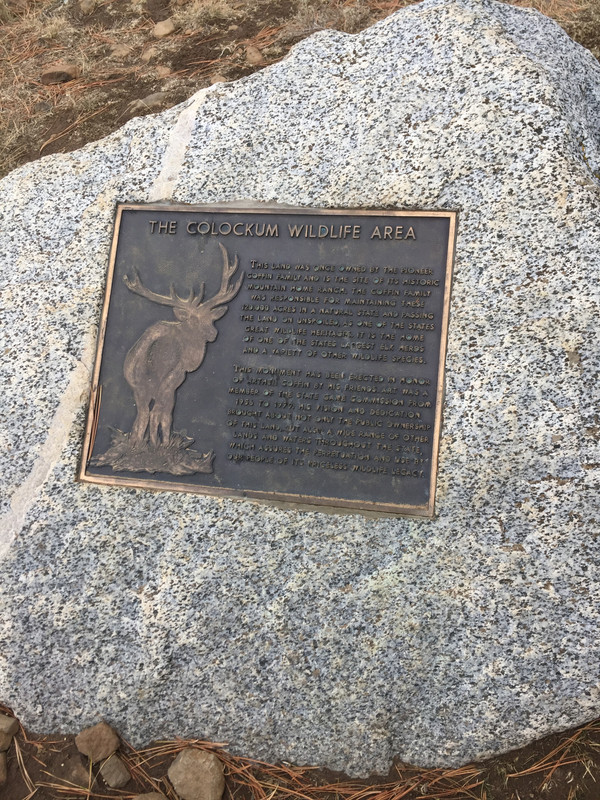 THE COLOCKUM WILDLIFE AREA
THIS LAND WAS ONCE OWNED BY THE PIONEER
COFFIN FAMILY AND IS THE SITE OF ITS HISTORIC
MOUNTAIN HOME RANCH. THE COFFIN FAMILY
WAS RESPONSIBLE FOR MAINTAINING THESE
ACRES IN A NATURAL STATE AND PASSING
THE LAND ON UNSPOILED, AS ONE OF THE STATES
GREAT WILDLIFE HERITAGES. IT IS THE HOME
OF ONE OF THE STATES LARGEST ELK HERDS
AND A VARIETY OF OTHER WILDLIFE SPECIES.
THIS MONUMENT HAS BEEN ERECTED IN HONOR
OF ARTHUR COFFIN BY HIS FRIENDS. ART WAS A
MEMBER OF THE STATE GAME COMMISSION FROM
TO HIS VISION AND DEDICATION
BROUGHT ABOUT NOT ONLY THE PUBLIC OWNERSHIP
OF THIS LAND, BUT ALSO A WIDE RANGE OF OTHER
LANDS AND WATERS THROUGHOUT THE STATE,
WHICH ASSURES THE PERPETUATION AND USE BY
OUR PEOPLE OF ITS PRICELESS WILDLIFE LEGACY.